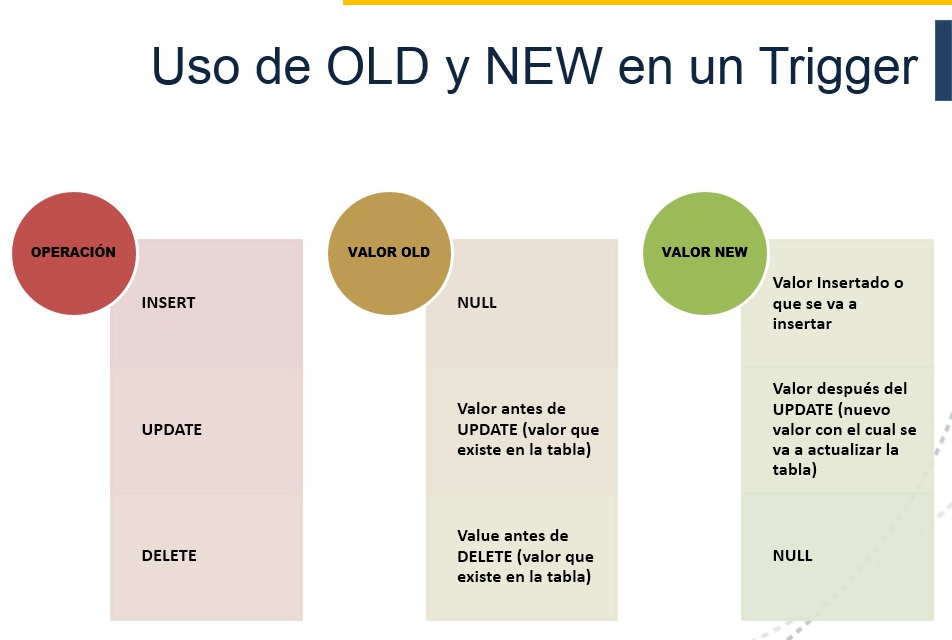 Uso de OLD y NEW en un Trigger
OPERACIÓN
INSERT
UPDATE
DELETE
VALOR OLD
NULL
Valor antes de
UPDATE (valor que
existe en la tabla)
Value antes de
DELETE (valor que
existe en la tabla)
VALOR NEW
Valor Insertado o
que se va a
insertar
Valor después del
UPDATE (nuevo
valor con el cual se
va a actualizar la
tabla)
NULL